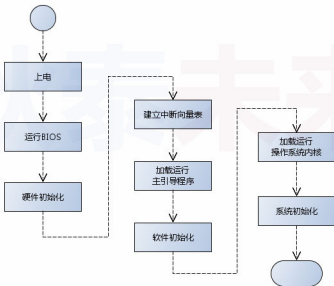 上电
运行BIOS
硬件初始化
建立中断向量表
加载运行
主引导程序
软件初始化
加载运行
操作系统内核
系统初始化